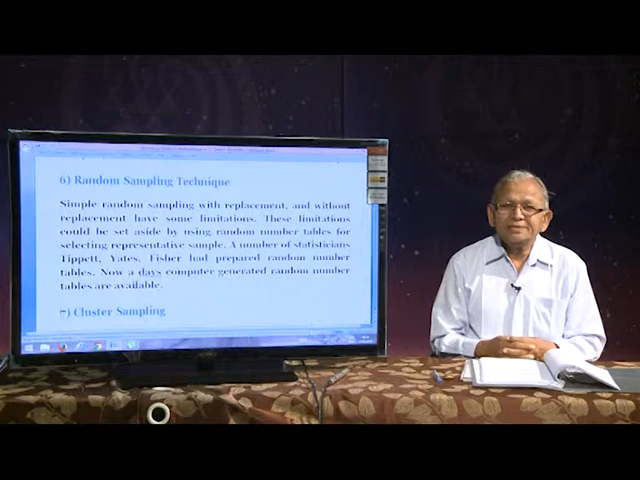 6) Random Sampling Technique
Simple random sampling with replacement, and without
replacement have some limitations. These limitations
could be set aside by using random number tables for
selecting representative sample. A number of statisticians
Tippett, Yates, Fisher had prepared random number
tables. Now a days computer generated random number
tables are available.
7) Cluster Sampling